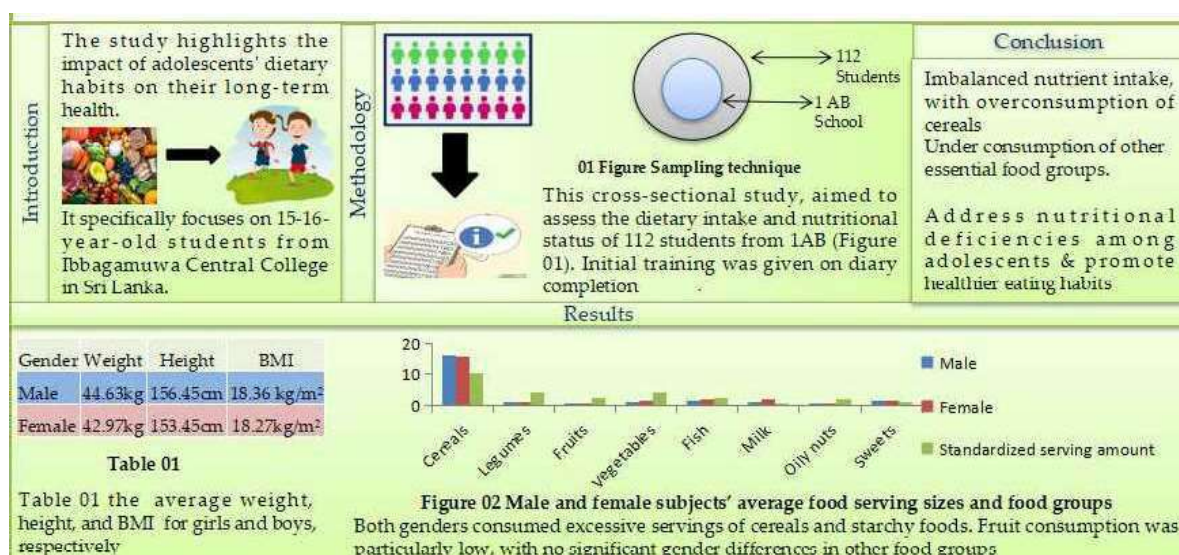 Introduction
The study highlights the
impact of adolescents' dietary
habits on their long-term
health.
It specifically focuses on 15-16-
year-old students from
Ibbagamuwa Central College
in Sri Lanka.
Methodology
112
Students
1 AB
School
01 Figure Sampling technique
This cross-sectional study, aimed to
assess the dietary intake and nutritional
status of 112 students from 1AB (Figure
01). Initial training was given on diary
completion .
Conclusion
Imbalanced nutrient intake,
with overconsumption of
cereals
Under consumption of other
essential food groups.
Address nutritional
deficiencies among
adolescents & promote
healthier eating habits
Results
Gender Weight Height BMI
Male 44.63kg 156.45cm 18.36 kg/m²
Female 42.97kg 153.45cm 18.27kg/m²
Table 01
Table 01 the average weight,
height, and BMI for girls and boys,
respectively
20
10
0
Cereals
Legumes
Fruits
vegetables
Fish
Milk
Oily nuts
Sweets
Male
Female
Standardized serving amount
Figure 02 Male and female subjects' average food serving sizes and food groups
Both genders consumed excessive servings of cereals and starchy foods. Fruit consumption was
particularly low, with no significant gender differences in other food groups